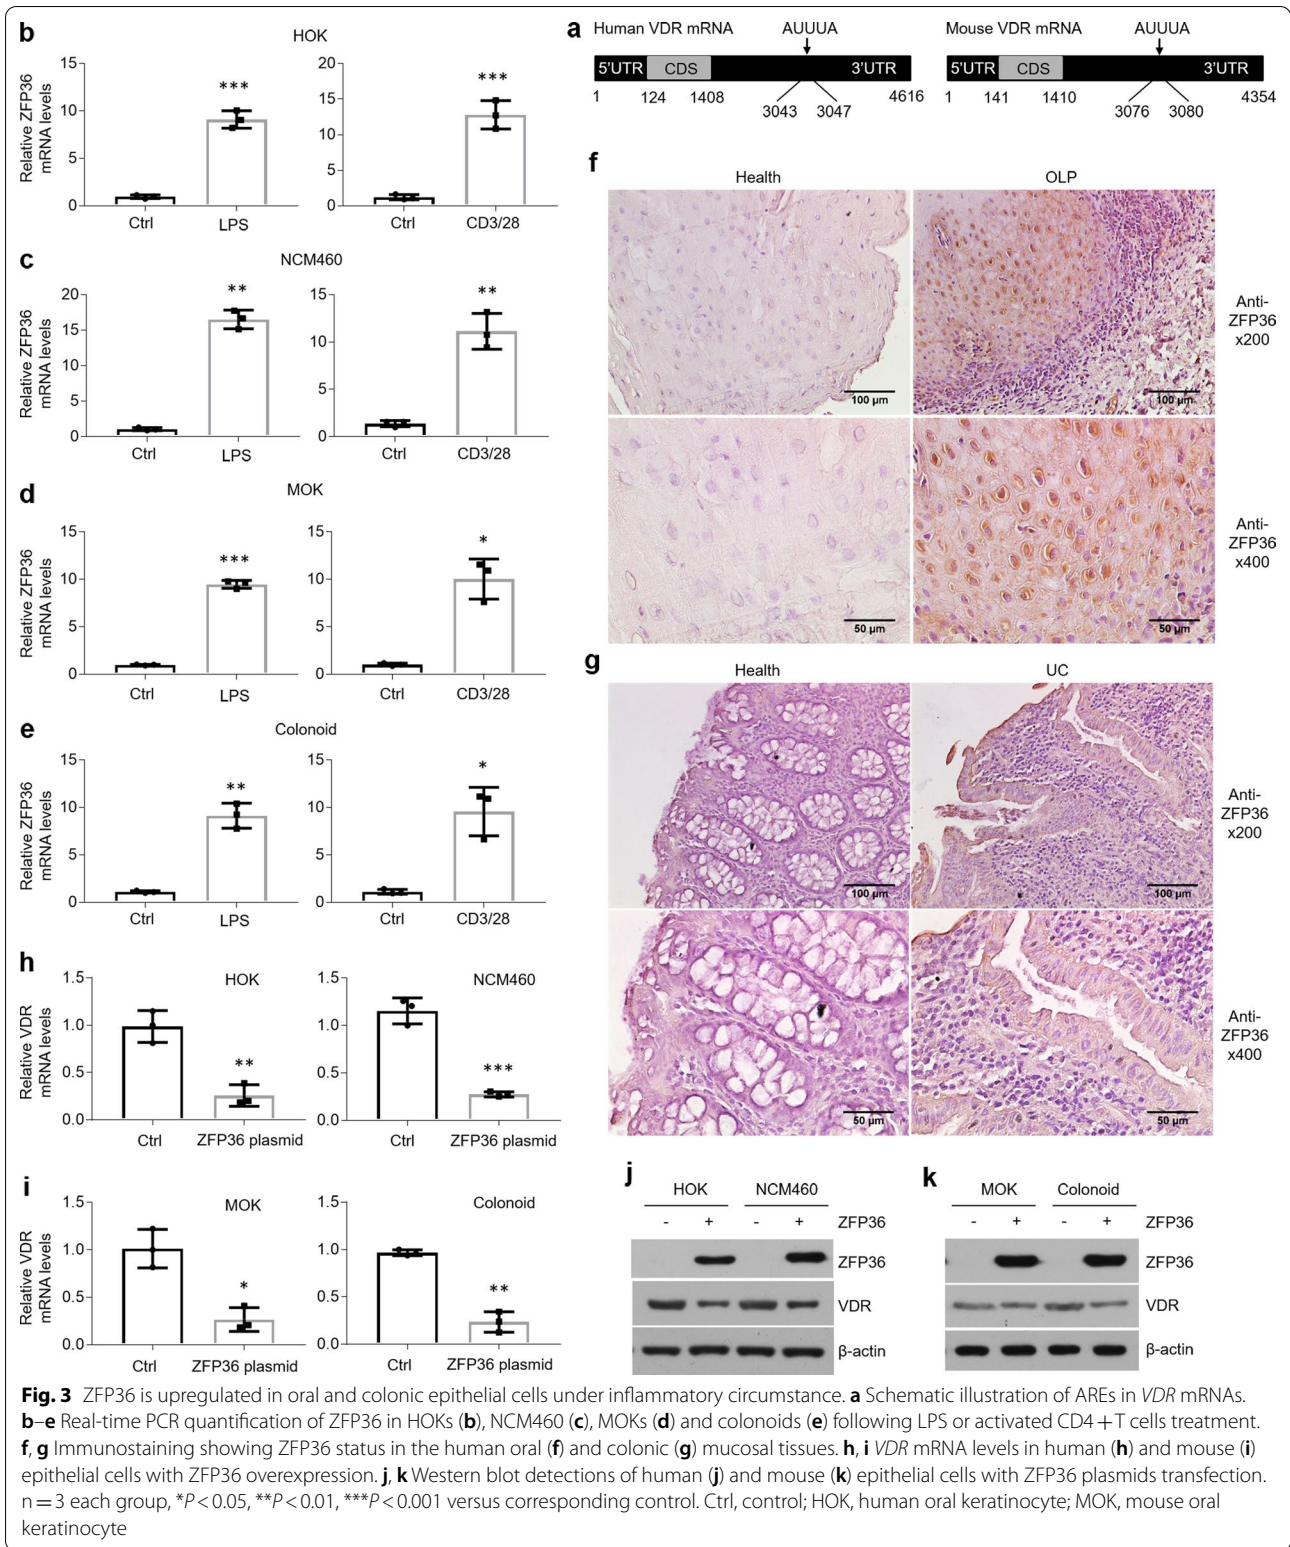 b
HOK
Relative ZFP36
mRNA levels
15
10
5
0
***
Ctrl
LPS
20
15
10
5
0
***
Ctrl
CD3/28
c
NCM460
Relative ZFP36
mRNA levels
20
15
10
5
0
**
Ctrl
LPS
15
10
5
0
**
Ctrl
CD3/28
d
MOK
Relative ZFP36
mRNA levels
15
10
5
0
***
Ctrl
LPS
15
10
5
0
*
Ctrl
CD3/28
e
Colonoid
Relative ZFP36
mRNA levels
15
10
5
0
**
Ctrl
LPS
15
10
5
0
*
Ctrl
CD3/28
h
HOK
Relative VDR
mRNA levels
1.5
1.0
0.5
0.0
**
Ctrl
ZFP36 plasmid
NCM460
1.5
1.0
0.5
0.0
***
Ctrl
ZFP36 plasmid
i
MOK
Relative VDR
mRNA levels
1.5
1.0
0.5
0.0
*
Ctrl
ZFP36 plasmid
Colonoid
1.5
1.0
0.5
0.0
**
Ctrl
ZFP36 plasmid
a
Human VDR mRNA
AUUUA
5'UTR CDS 3'UTR
1 124 1408 3043 3047 4616
Mouse VDR mRNA
AUUUA
5'UTR CDS 3'UTR
1 141 1410 3076 3080 4354
f
Health OLP
100 µm 100 µm
Anti-
ZFP36
x200
50 µm 50 µm
Anti-
ZFP36
x400
g
Health UC
100 µm 100 µm
Anti-
ZFP36
x200
50 µm 50 µm
Anti-
ZFP36
x400
j
HOK NCM460
- + - + ZFP36
ZFP36
VDR
β-actin
k
MOK Colonoid
- + - + ZFP36
ZFP36
VDR
β-actin
Fig. 3 ZFP36 is upregulated in oral and colonic epithelial cells under inflammatory circumstance. a Schematic illustration of AREs in VDR mRNAs.
b–e Real-time PCR quantification of ZFP36 in HOKs (b), NCM460 (c), MOKs (d) and colonoids (e) following LPS or activated CD4+T cells treatment.
f, g Immunostaining showing ZFP36 status in the human oral (f) and colonic (g) mucosal tissues. h, i VDR mRNA levels in human (h) and mouse (i)
epithelial cells with ZFP36 overexpression. j, k Western blot detections of human (j) and mouse (k) epithelial cells with ZFP36 plasmids transfection.
n=3 each group, *P<0.05, **P<0.01, ***P<0.001 versus corresponding control. Ctrl, control; HOK, human oral keratinocyte; MOK, mouse oral
keratinocyte